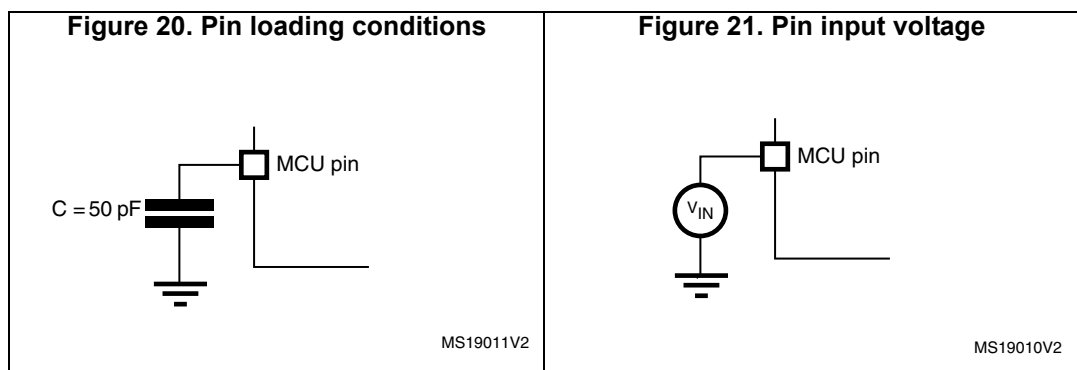 Figure 20. Pin loading conditions
MCU pin
C = 50 pF
MS19011V2
Figure 21. Pin input voltage
MCU pin
VIN
MS19010V2